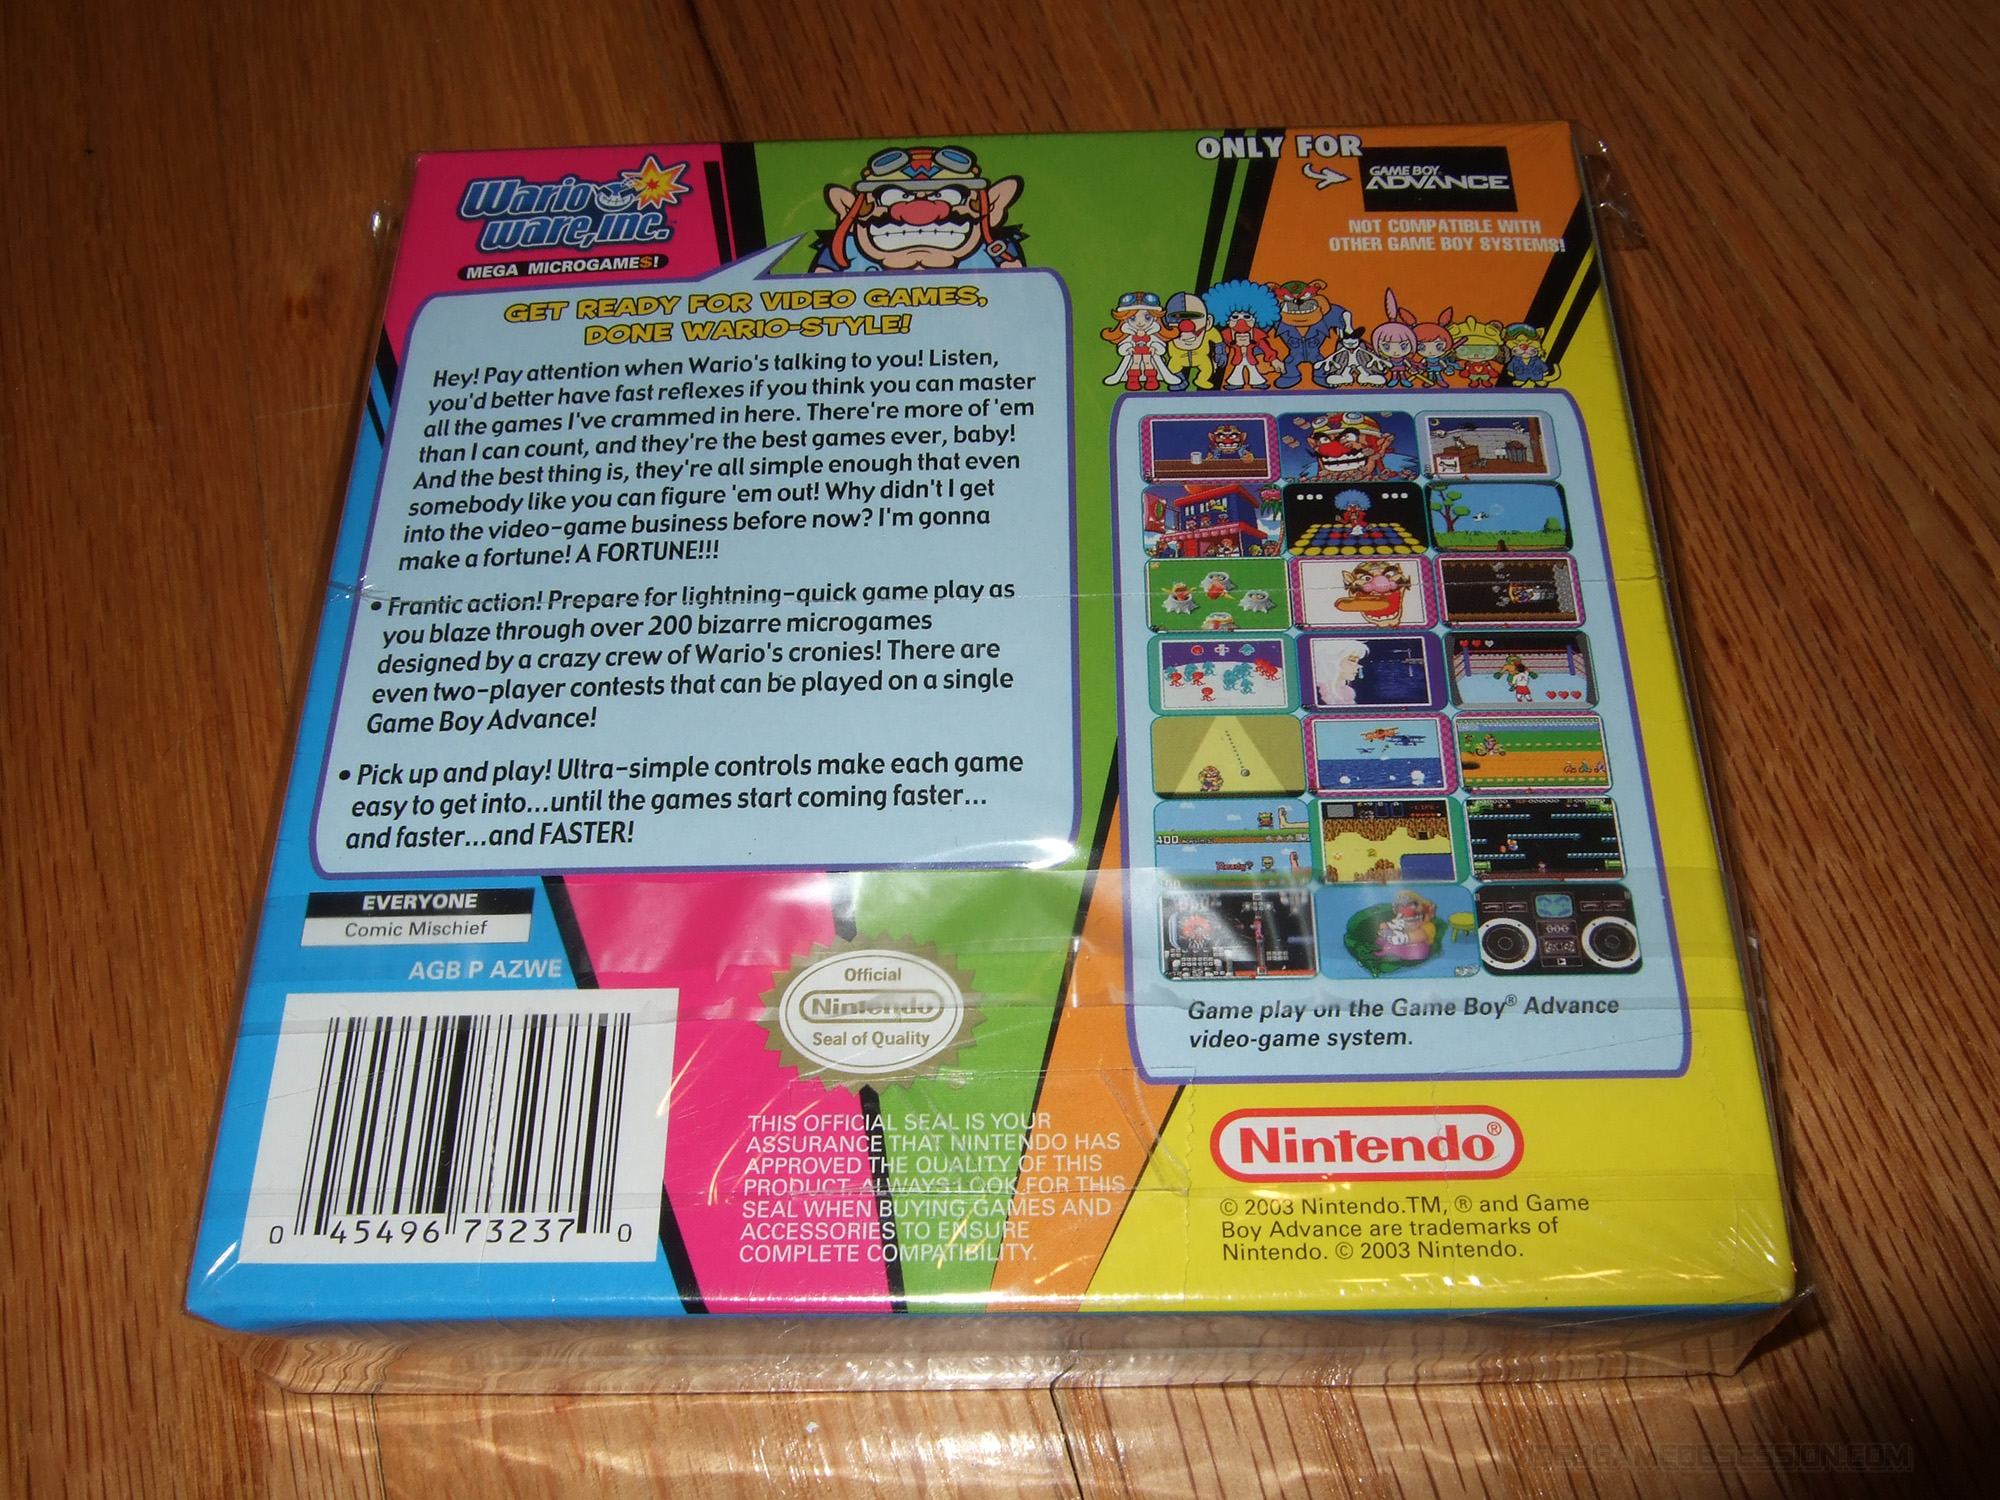 Wario
ware, inc.™
MEGA MICROGAME$!
ONLY FOR
GAME BOY
ADVANCE
NOT COMPATIBLE WITH
OTHER GAME BOY SYSTEMS!
GET READY FOR VIDEO GAMES,
DONE WARIO-STYLE!
Hey! Pay attention when Wario's talking to you! Listen,
you'd better have fast reflexes if you think you can master
all the games I've crammed in here. There're more of 'em
than I can count, and they're the best games ever, baby!
And the best thing is, they're all simple enough that even
somebody like you can figure 'em out! Why didn't I get
into the video-game business before now? I'm gonna
make a fortune! A FORTUNE!!!
• Frantic action! Prepare for lightning-quick game play as
you blaze through over 200 bizarre microgames
designed by a crazy crew of Wario's cronies! There are
even two-player contests that can be played on a single
Game Boy Advance!
• Pick up and play! Ultra-simple controls make each game
easy to get into...until the games start coming faster...
and faster...and FASTER!
400
Ready?
-LIFE-
Game play on the Game Boy® Advance
video-game system.
EVERYONE
Comic Mischief
AGB P AZWE
0 45496 73237 0
Official
Nintendo
Seal of Quality
THIS OFFICIAL SEAL IS YOUR
ASSURANCE THAT NINTENDO HAS
APPROVED THE QUALITY OF THIS
PRODUCT. ALWAYS LOOK FOR THIS
SEAL WHEN BUYING GAMES AND
ACCESSORIES TO ENSURE
COMPLETE COMPATIBILITY.
Nintendo®
© 2003 Nintendo.TM, ® and Game
Boy Advance are trademarks of
Nintendo. © 2003 Nintendo.
VIDEOGAMEOBSESSION.COM